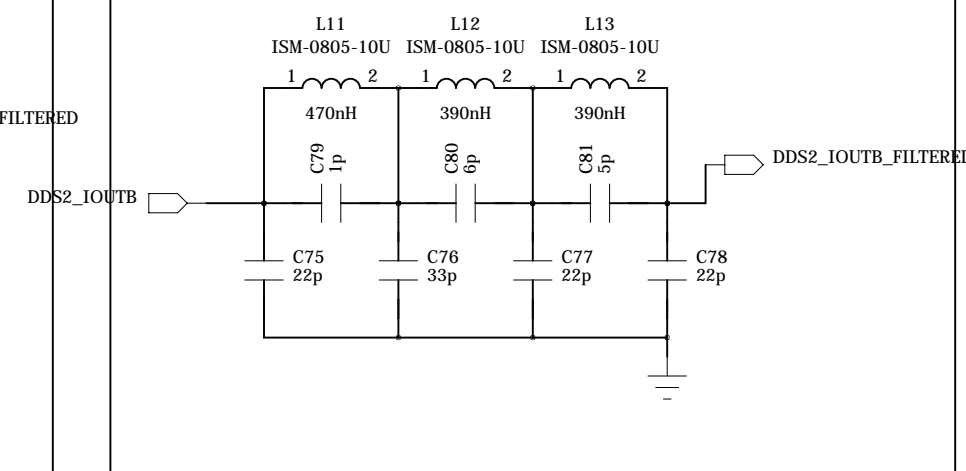 L11 L12 L13
ISM-0805-10U ISM-0805-10U ISM-0805-10U
1 2 1 2 1 2
470nH 390nH 390nH
FILTERED
C79 1p
C80 6p
C81 5p
DDS2_IOUTB_FILTERED
DDS2_IOUTB
C75 C76 C77 C78
22p 33p 22p 22p